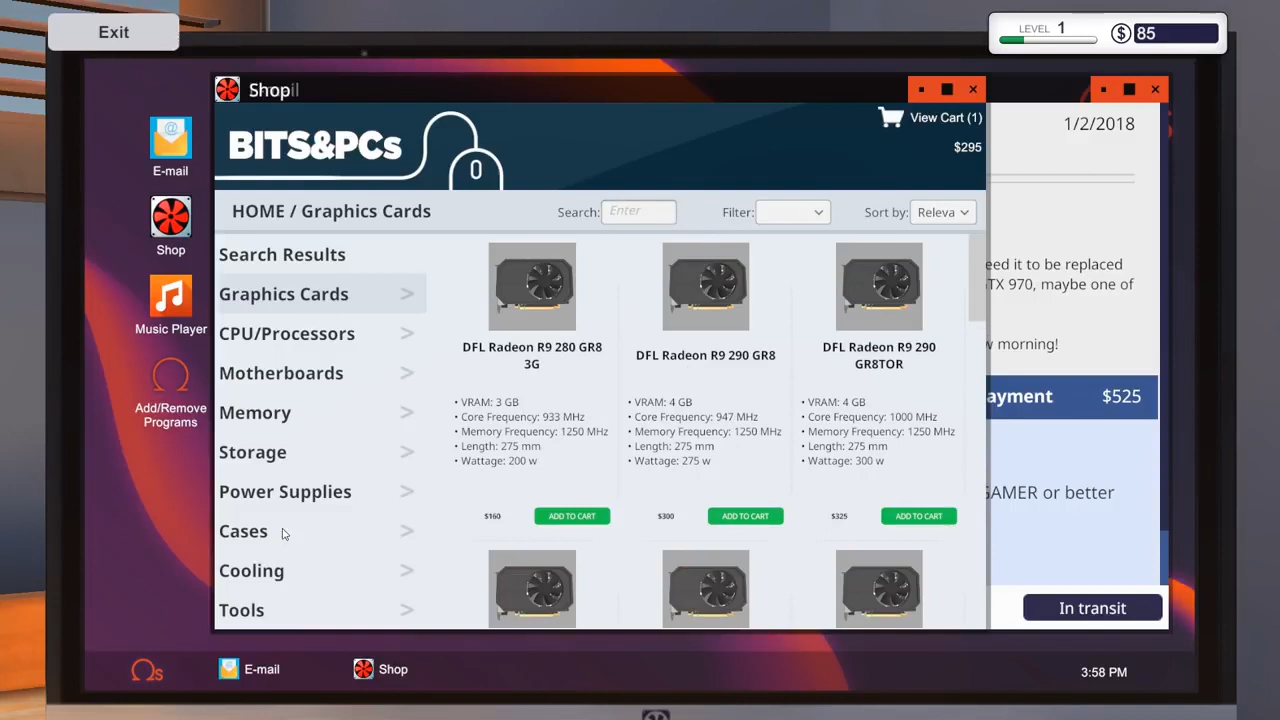 Exit
LEVEL 1
$ 85
Shop
1/2/2018
BITS&PCs
View Cart (1)
$295
HOME / Graphics Cards
Search: Enter
Filter:
Sort by: Releva
E-mail
Shop
Music Player
Add/Remove
Programs
Search Results
Graphics Cards >
CPU/Processors >
Motherboards >
Memory >
Storage >
Power Supplies >
Cases >
Cooling >
Tools >
DFL Radeon R9 280 GR8
3G
• VRAM: 3 GB
• Core Frequency: 933 MHz
• Memory Frequency: 1250 MHz
• Length: 275 mm
• Wattage: 200 w
$160
ADD TO CART
DFL Radeon R9 290 GR8
• VRAM: 4 GB
• Core Frequency: 947 MHz
• Memory Frequency: 1250 MHz
• Length: 275 mm
• Wattage: 275 w
$300
ADD TO CART
DFL Radeon R9 290
GR8TOR
• VRAM: 4 GB
• Core Frequency: 1000 MHz
• Memory Frequency: 1250 MHz
• Length: 275 mm
• Wattage: 300 w
$325
ADD TO CART
eed it to be replaced
TX 970, maybe one of
w morning!
ayment $525
GAMER or better
In transit
Ωs
E-mail
Shop
3:58 PM